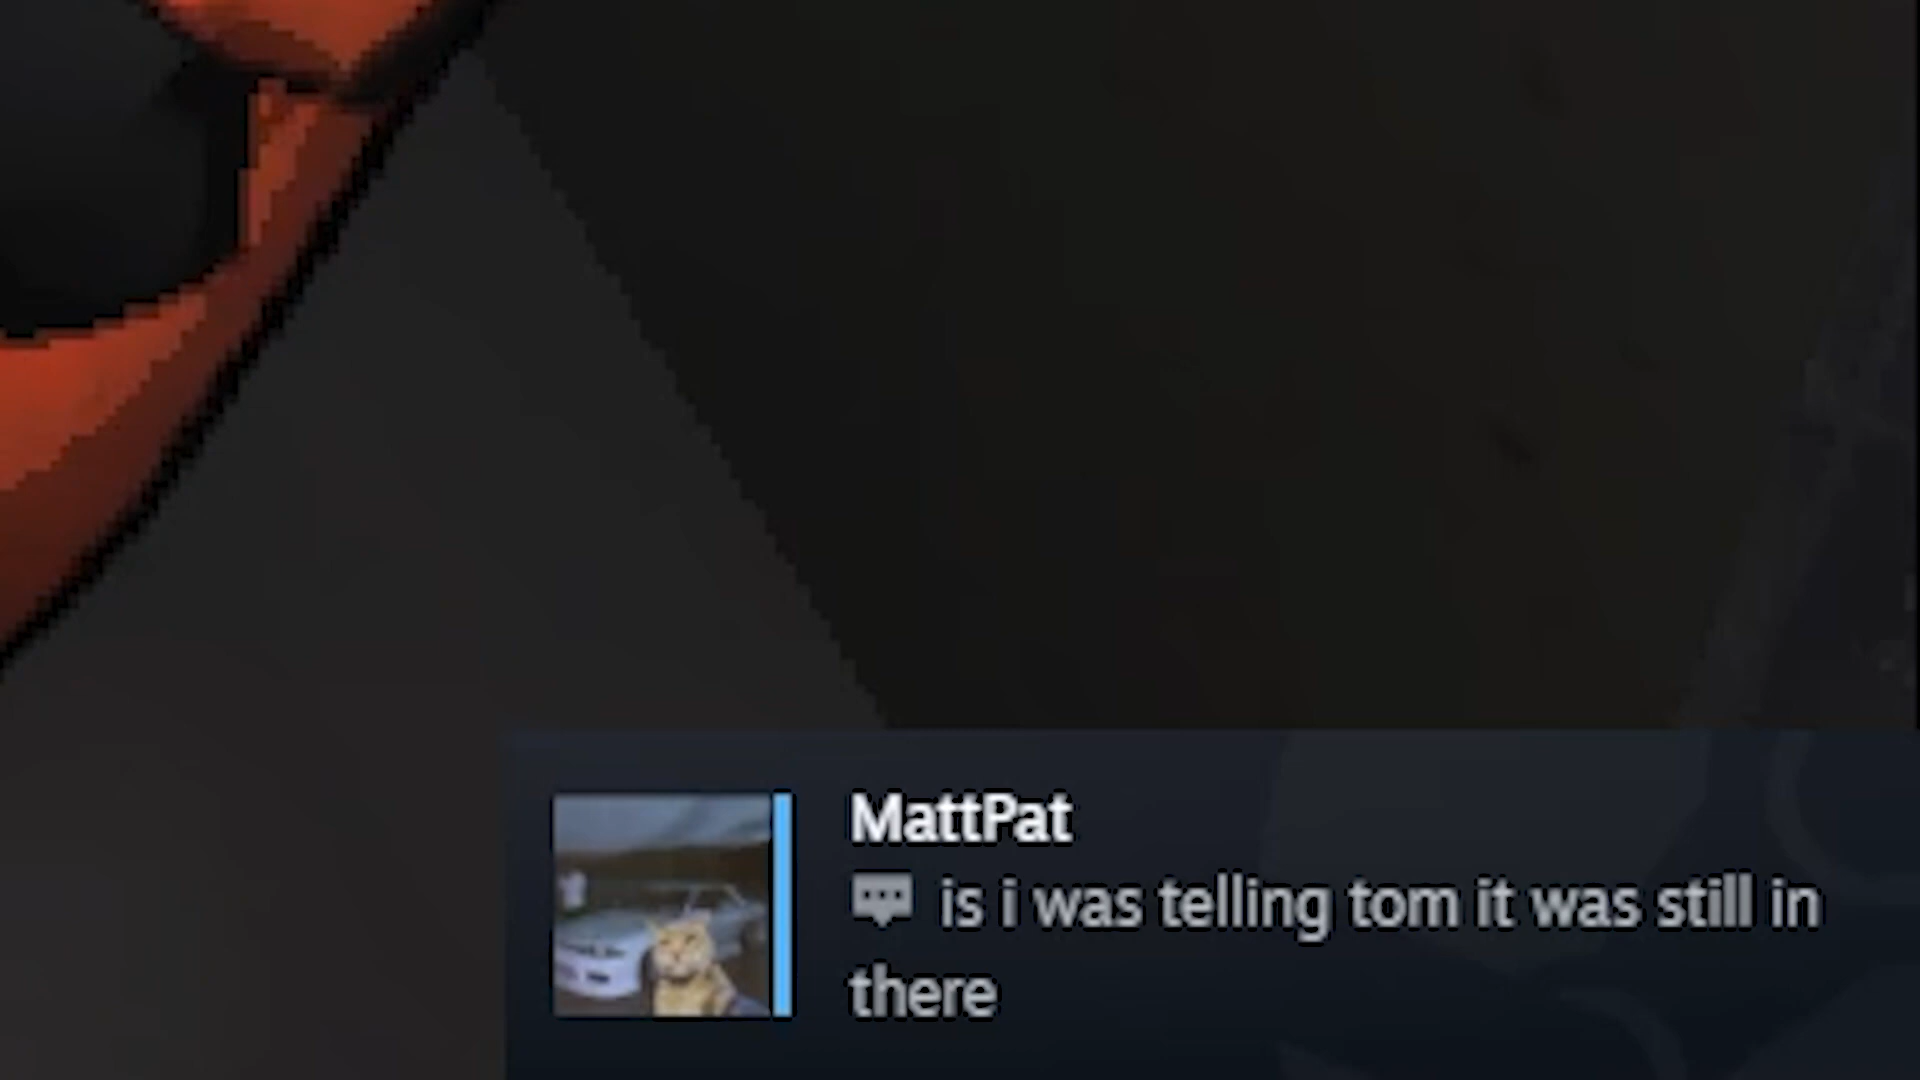 MattPat
is i was telling tom it was still in
there